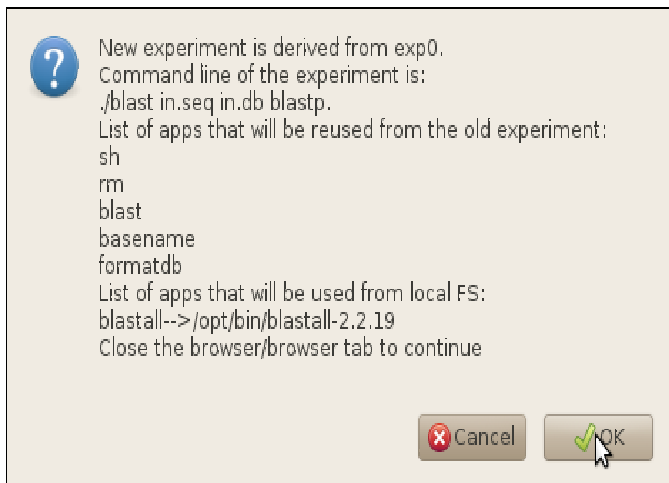 New experiment is derived from exp0.
Command line of the experiment is:
./blast in.seq in.db blastp.
List of apps that will be reused from the old experiment:
sh
rm
blast
basename
formatdb
List of apps that will be used from local FS:
blastall-->/opt/bin/blastall-2.2.19
Close the browser/browser tab to continue
Cancel OK